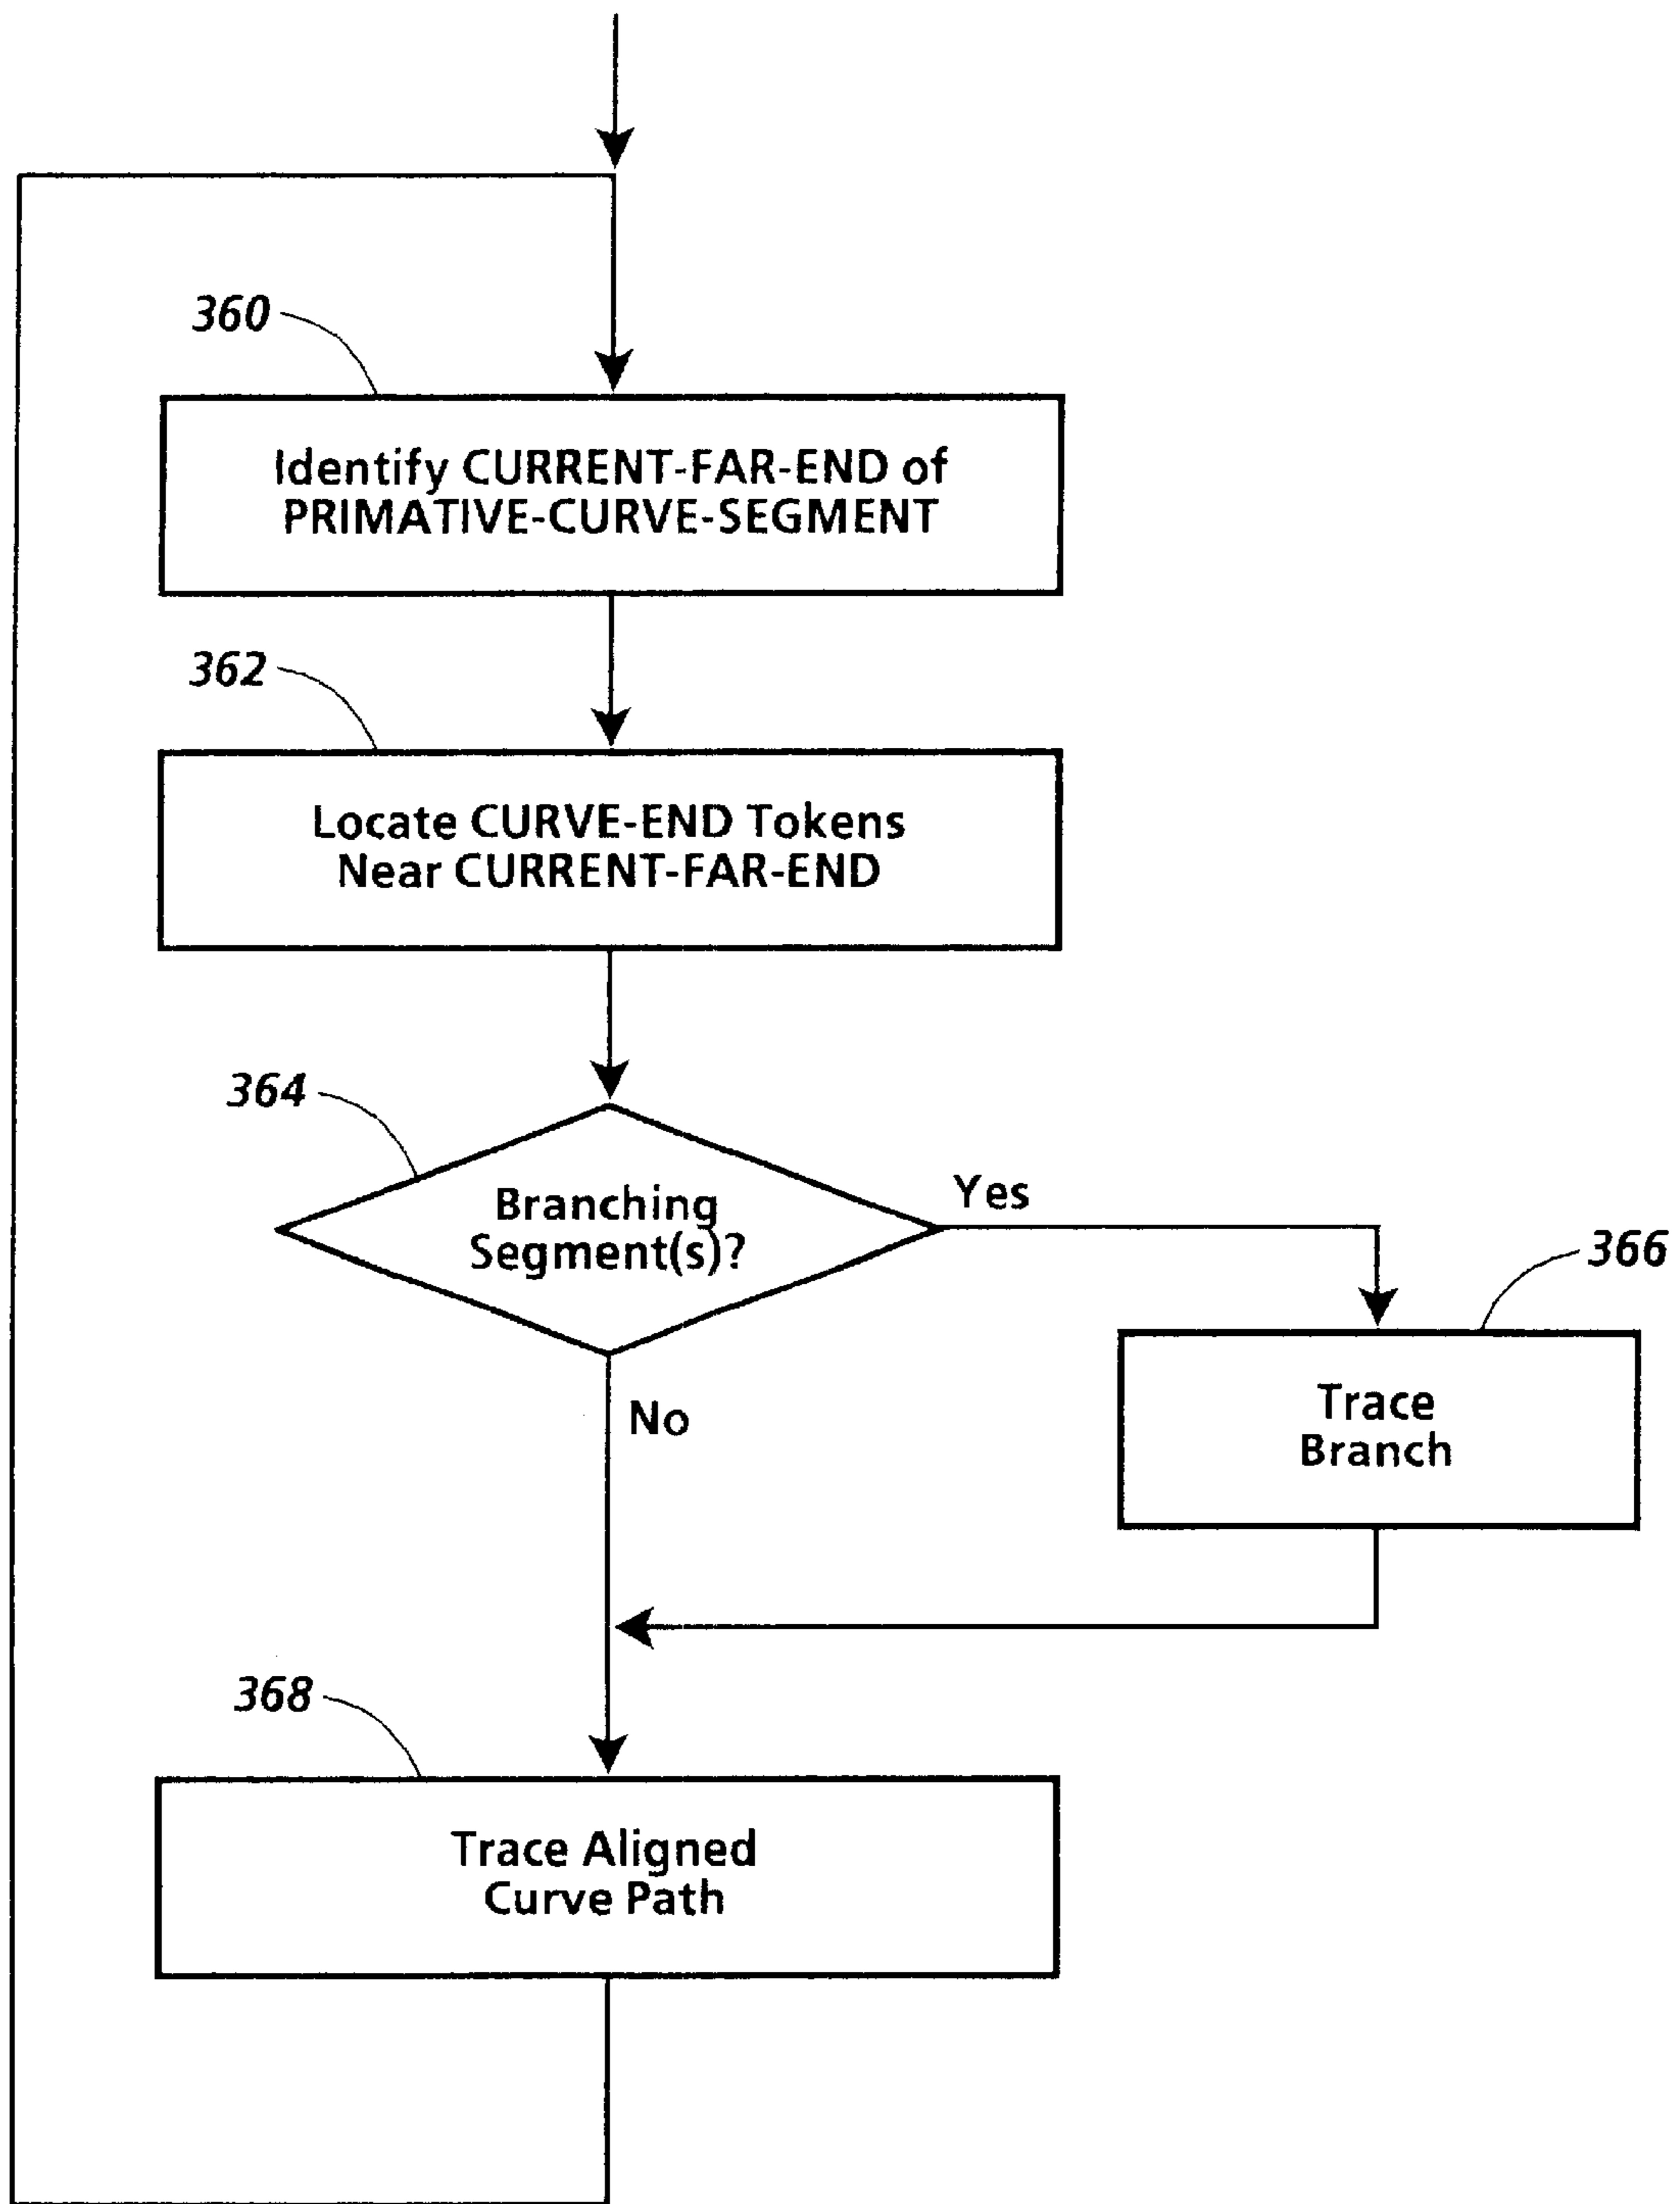 360
Identify CURRENT-FAR-END of
PRIMATIVE-CURVE-SEGMENT
362
Locate CURVE-END Tokens
Near CURRENT-FAR-END
364
Branching
Segment(s)?
Yes
366
Trace
Branch
No
368
Trace Aligned
Curve Path